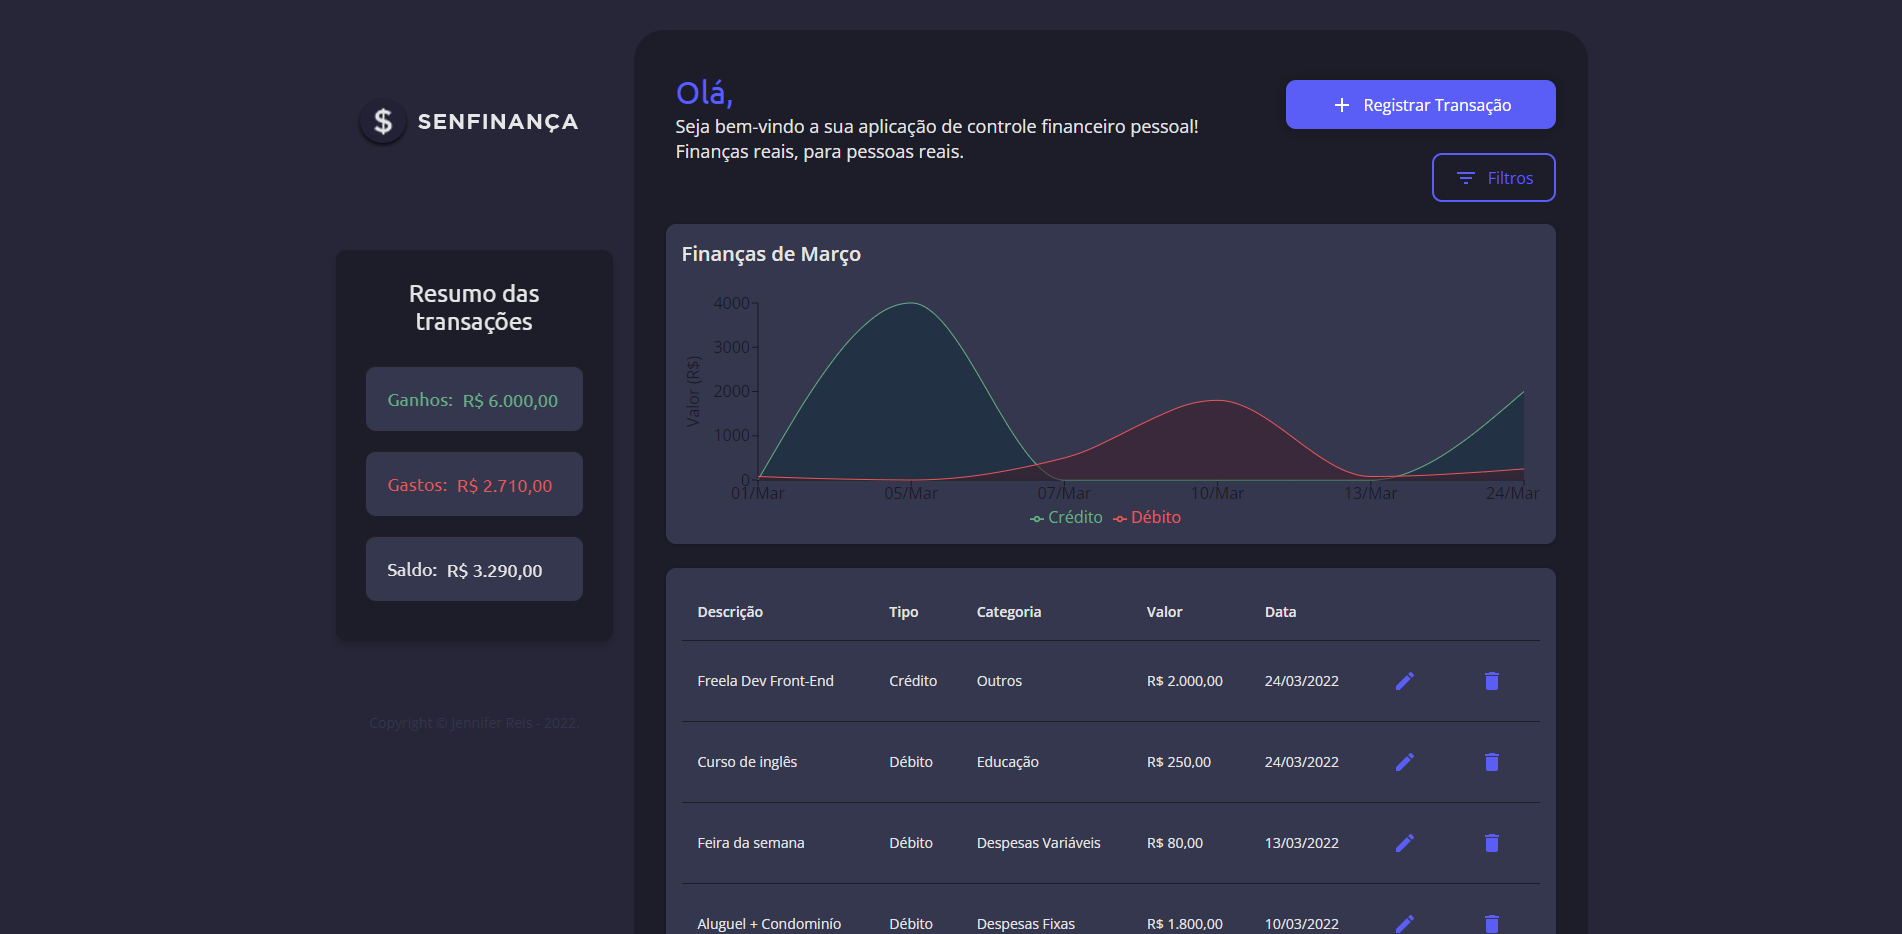 $ SENFINANÇA
Resumo das
transações
Ganhos: R$ 6.000,00
Gastos: R$ 2.710,00
Saldo: R$ 3.290,00
Copyright © Jennifer Reis - 2022.
Olá,
Seja bem-vindo a sua aplicação de controle financeiro pessoal!
Finanças reais, para pessoas reais.
Registrar Transação
Filtros
Finanças de Março
Valor (R$)
4000
3000
2000
1000
0
01/Mar 05/Mar 07/Mar 10/Mar 13/Mar 24/Mar
Crédito Débito
Descrição Tipo Categoria Valor Data
Freela Dev Front-End Crédito Outros R$ 2.000,00 24/03/2022
Curso de inglês Débito Educação R$ 250,00 24/03/2022
Feira da semana Débito Despesas Variáveis R$ 80,00 13/03/2022
Aluguel + Condominío Débito Despesas Fixas R$ 1.800,00 10/03/2022